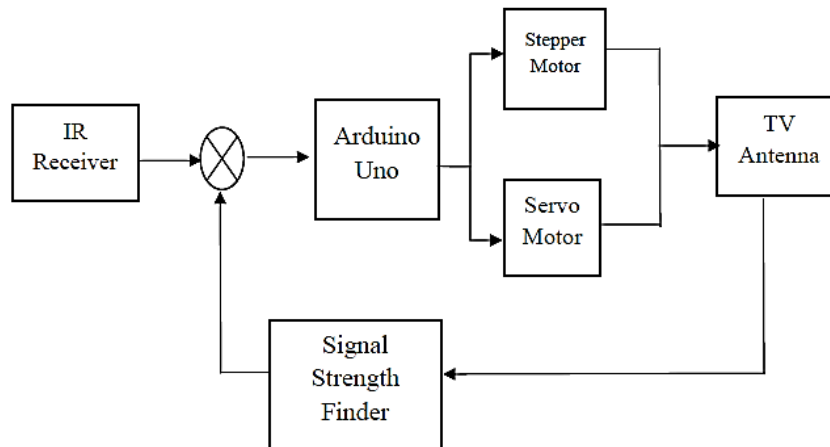 Stepper
Motor
IR
Receiver
Arduino
Uno
TV
Antenna
Servo
Motor
Signal
Strength
Finder